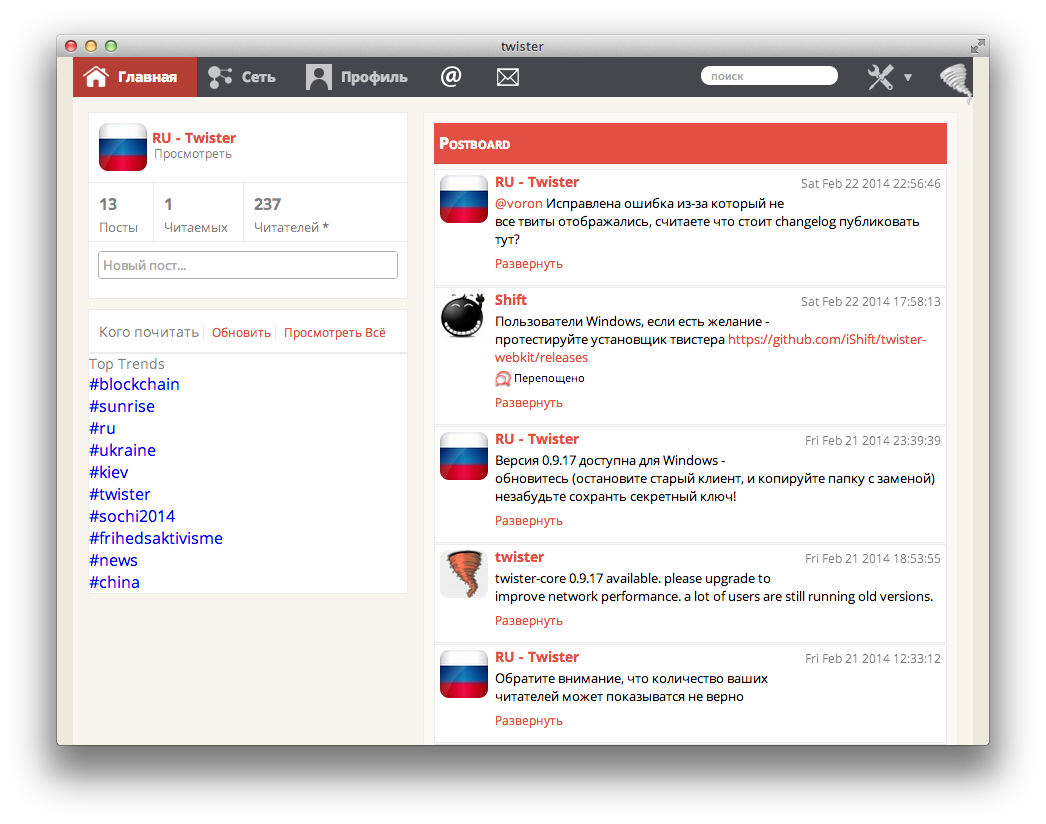 twister
Главная
Сеть
Профиль
@
поиск
RU - Twister
Просмотреть
13
Посты
1
Читаемых
237
Читателей *
Новый пост...
Кого почитать
Обновить
Просмотреть Всё
Top Trends
#blockchain
#sunrise
#ru
#ukraine
#kiev
#twister
#sochi2014
#frihedsaktivisme
#news
#china
Postboard
RU - Twister
Sat Feb 22 2014 22:56:46
@voron Исправлена ошибка из-за который не
все твиты отображались, считаете что стоит changelog публиковать
тут?
Развернуть
Shift
Sat Feb 22 2014 17:58:13
Пользователи Windows, если есть желание -
протестируйте установщик твистера https://github.com/iShift/twister-
webkit/releases
Перепощено
Развернуть
RU - Twister
Fri Feb 21 2014 23:39:39
Версия 0.9.17 доступна для Windows -
обновитесь (остановите старый клиент, и копируйте папку с заменой)
незабудьте сохрaнть секретный ключ!
Развернуть
twister
Fri Feb 21 2014 18:53:55
twister-core 0.9.17 available. please upgrade to
improve network performance. a lot of users are still running old versions.
Развернуть
RU - Twister
Fri Feb 21 2014 12:33:12
Обратите внимание, что количество ваших
читателей может показыватся не верно
Развернуть